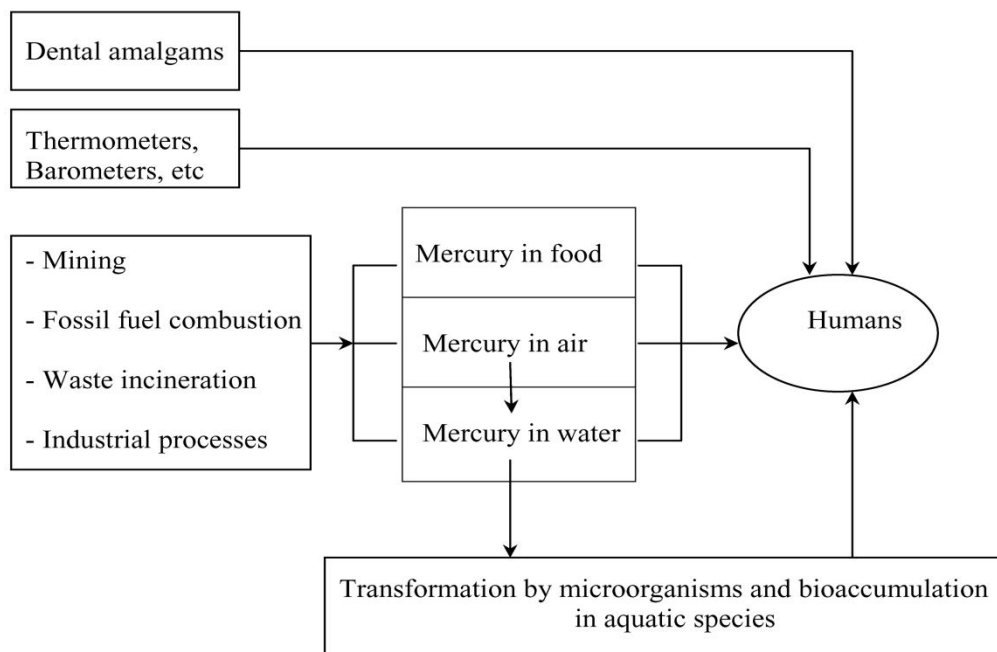 Dental amalgams
Thermometers,
Barometers, etc
- Mining
- Fossil fuel combustion
- Waste incineration
- Industrial processes
Mercury in food
Mercury in air
Mercury in water
Humans
Transformation by microorganisms and bioaccumulation
in aquatic species